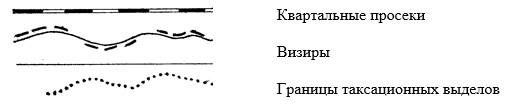 Квартальные просеки
Визиры
Границы таксационных выделов